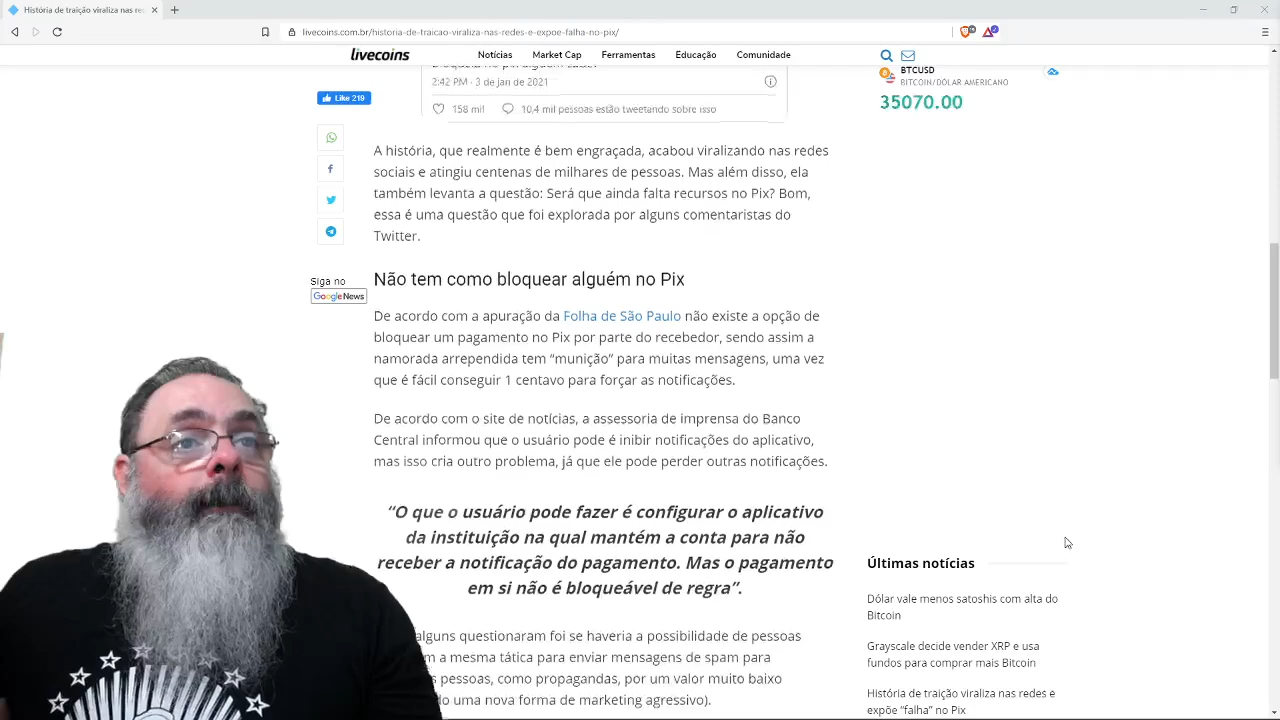 História de traição viraliza nas re
livecoins.com.br/historia-de-traicao-viraliza-nas-redes-e-expoe-falha-no-pix/
livecoins
Notícias
Market Cap
Ferramentas
Educação
Comunidade
2:42 PM · 3 de jan de 2021
158 mil
10,4 mil pessoas estão tweetando sobre isso
Like 219
BTCUSD
BITCOIN/DÓLAR AMERICANO
35070.00
A história, que realmente é bem engraçada, acabou viralizando nas redes
sociais e atingiu centenas de milhares de pessoas. Mas além disso, ela
também levanta a questão: Será que ainda falta recursos no Pix? Bom,
essa é uma questão que foi explorada por alguns comentaristas do
Twitter.
Siga no
Google News
Não tem como bloquear alguém no Pix
De acordo com a apuração da Folha de São Paulo não existe a opção de
bloquear um pagamento no Pix por parte do recebedor, sendo assim a
namorada arrependida tem “munição” para muitas mensagens, uma vez
que é fácil conseguir 1 centavo para forçar as notificações.
De acordo com o site de notícias, a assessoria de imprensa do Banco
Central informou que o usuário pode é inibir notificações do aplicativo,
mas isso cria outro problema, já que ele pode perder outras notificações.
“O que o usuário pode fazer é configurar o aplicativo
da instituição na qual mantém a conta para não
receber a notificação do pagamento. Mas o pagamento
em si não é bloqueável de regra”.
alguns questionaram foi se haveria a possibilidade de pessoas
a mesma tática para enviar mensagens de spam para
pessoas, como propagandas, por um valor muito baixo
uma nova forma de marketing agressivo).
Últimas notícias
Dólar vale menos satoshis com alta do
Bitcoin
Grayscale decide vender XRP e usa
fundos para comprar mais Bitcoin
História de traição viraliza nas redes e
expõe “falha” no Pix